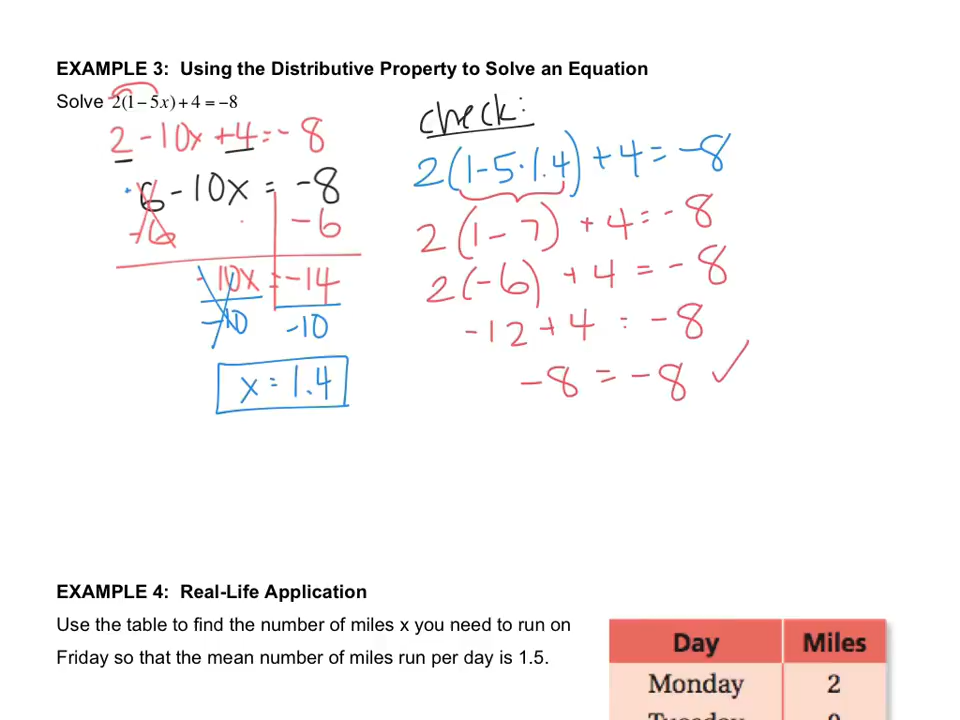 EXAMPLE 3: Using the Distributive Property to Solve an Equation
Solve 2(1 − 5x) + 4 = −8
2 - 10x + 4 = - 8
6 - 10x = -8
-6 -6
-10x = -14
-10 -10
x = 1.4
check:
2(1-5·1.4) + 4 = -8
2(1 - 7) + 4 = - 8
2(-6) + 4 = - 8
-12 + 4 = - 8
-8 = -8 ✓
EXAMPLE 4: Real-Life Application
Use the table to find the number of miles x you need to run on
Friday so that the mean number of miles run per day is 1.5.
Day Miles
Monday 2